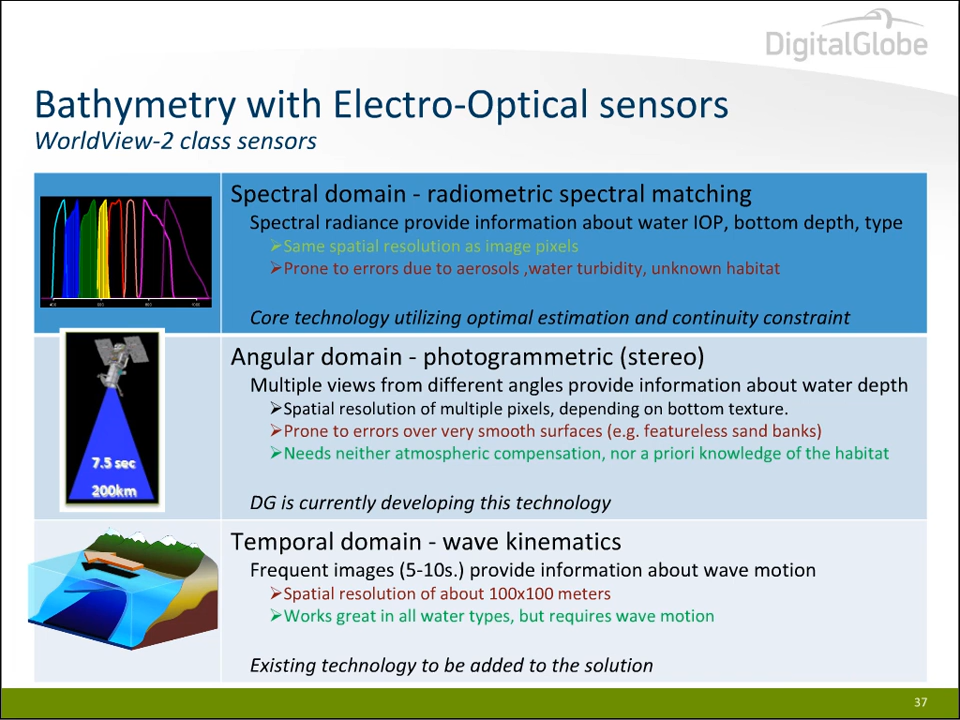 DigitalGlobe
Bathymetry with Electro-Optical sensors
WorldView-2 class sensors
Spectral domain - radiometric spectral matching
Spectral radiance provide information about water IOP, bottom depth, type
➢Same spatial resolution as image pixels
➢Prone to errors due to aerosols ,water turbidity, unknown habitat
Core technology utilizing optimal estimation and continuity constraint
Angular domain - photogrammetric (stereo)
Multiple views from different angles provide information about water depth
➢Spatial resolution of multiple pixels, depending on bottom texture.
➢Prone to errors over very smooth surfaces (e.g. featureless sand banks)
➢Needs neither atmospheric compensation, nor a priori knowledge of the habitat
7.5 sec
200km
DG is currently developing this technology
Temporal domain - wave kinematics
Frequent images (5-10s.) provide information about wave motion
➢Spatial resolution of about 100x100 meters
➢Works great in all water types, but requires wave motion
Existing technology to be added to the solution
37